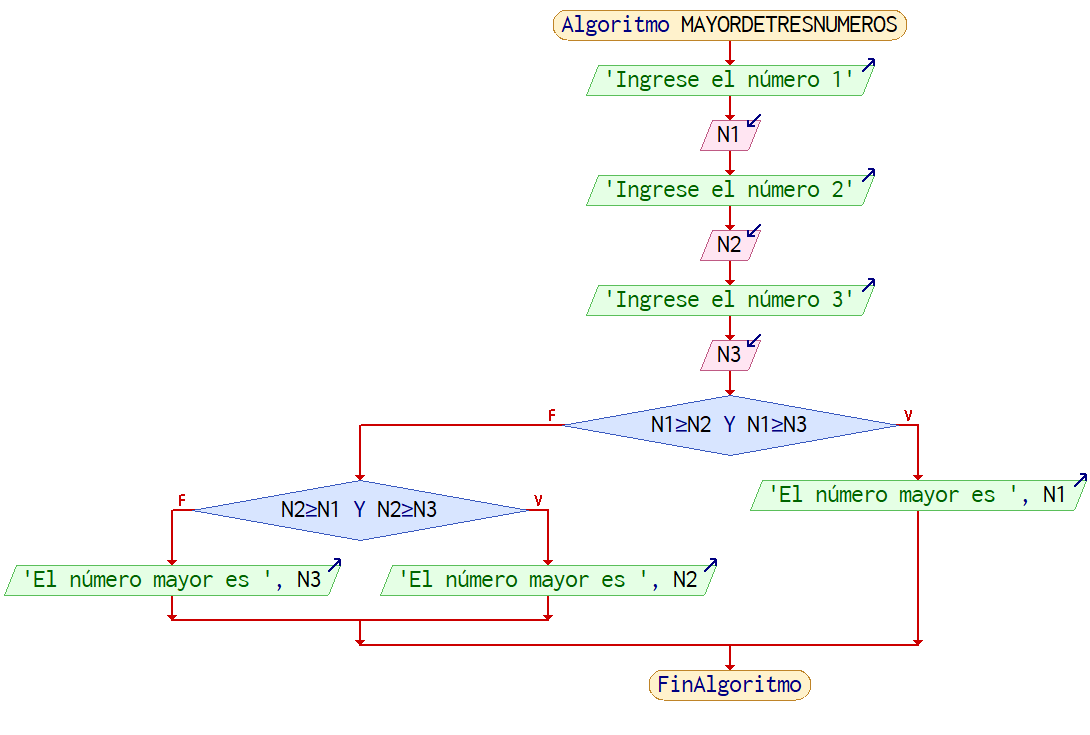 Algoritmo MAYORDETRESNUMEROS
'Ingrese el número 1'
N1
'Ingrese el número 2'
N2
'Ingrese el número 3'
N3
F
N1≥N2 Y N1≥N3
V
F
N2≥N1 Y N2≥N3
V
'El número mayor es ', N1
'El número mayor es ', N3
'El número mayor es ', N2
FinAlgoritmo